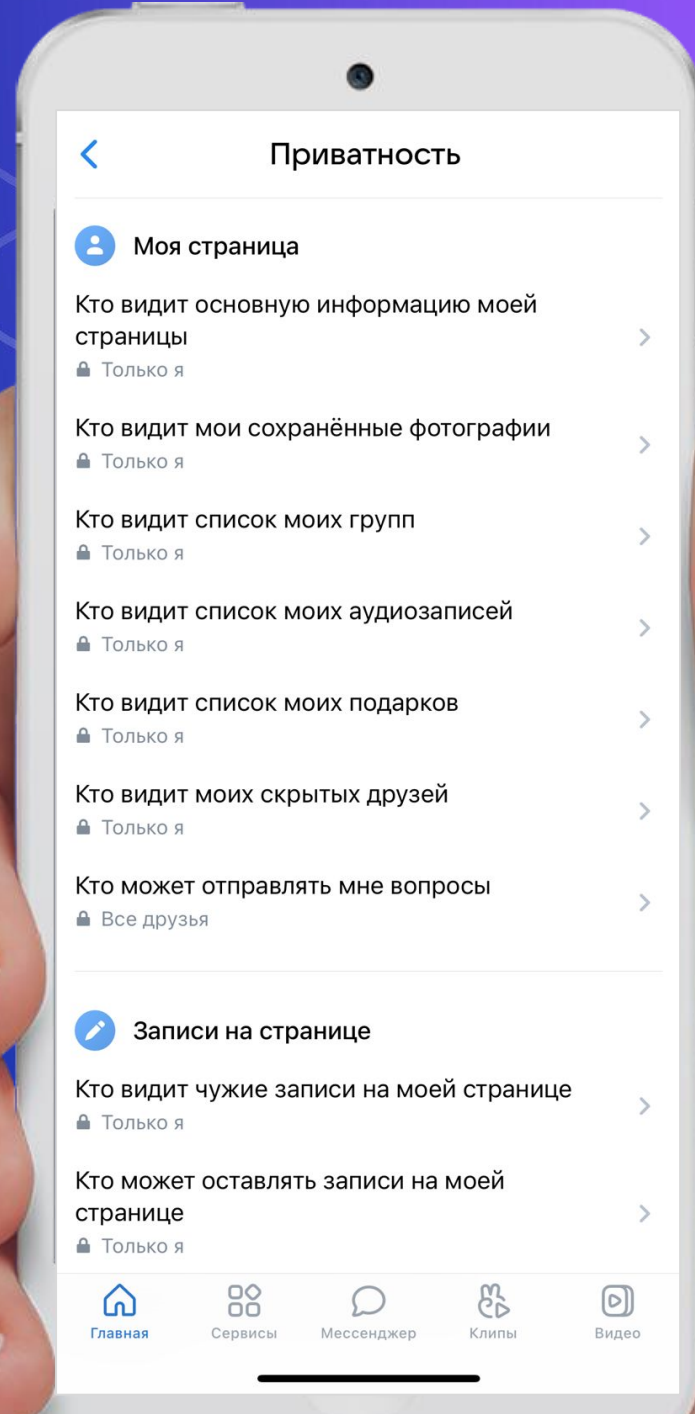 Приватность
Моя страница
Кто видит основную информацию моей
страницы
Только я
Кто видит мои сохранённые фотографии
Только я
Кто видит список моих групп
Только я
Кто видит список моих аудиозаписей
Только я
Кто видит список моих подарков
Только я
Кто видит моих скрытых друзей
Только я
Кто может отправлять мне вопросы
Все друзья
Записи на странице
Кто видит чужие записи на моей странице
Только я
Кто может оставлять записи на моей
странице
Только я
Главная Сервисы Мессенджер Клипы Видео